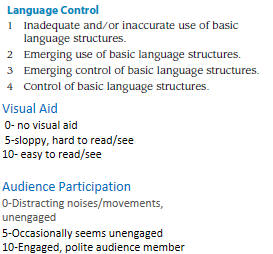 Language Control
1 Inadequate and/or inaccurate use of basic
language structures.
2 Emerging use of basic language structures.
3 Emerging control of basic language structures.
4 Control of basic language structures.
Visual Aid
0- no visual aid
5-sloppy, hard to read/see
10- easy to read/see
Audience Participation
0-Distracting noises/movements,
unengaged
5-Occasionally seems unengaged
10-Engaged, polite audience member